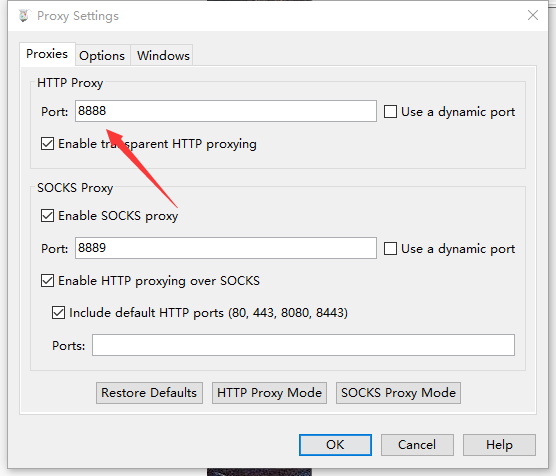 Proxy Settings
Proxies Options Windows
HTTP Proxy
Port: 8888 Use a dynamic port
Enable transparent HTTP proxying
SOCKS Proxy
Enable SOCKS proxy
Port: 8889 Use a dynamic port
Enable HTTP proxying over SOCKS
Include default HTTP ports (80, 443, 8080, 8443)
Ports:
Restore Defaults HTTP Proxy Mode SOCKS Proxy Mode
OK Cancel Help